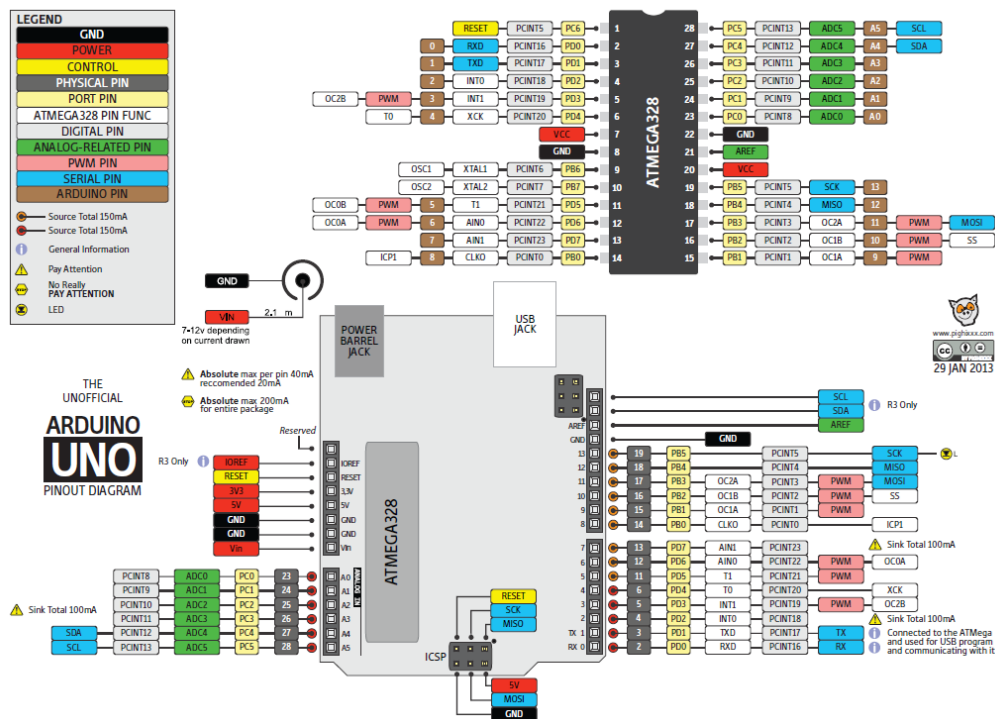 LEGEND
GND
POWER
CONTROL
PHYSICAL PIN
PORT PIN
ATMEGA328 PIN FUNC
DIGITAL PIN
ANALOG-RELATED PIN
PWM PIN
SERIAL PIN
ARDUINO PIN
Source Total 150mA
Source Total 150mA
General Information
Pay Attention
No Really
PAY ATTENTION
LED
RESET PCINT5 PC6 1
0 RXD PCINT16 PD0 2
1 TXD PCINT17 PD1 3
2 INT0 PCINT18 PD2 4
OC2B PWM 3 INT1 PCINT19 PD3 5
T0 4 XCK PCINT20 PD4 6
VCC 7
GND 8
OSC1 XTAL1 PCINT6 PB6 9
OSC2 XTAL2 PCINT7 PB7 10
OC0B PWM 5 T1 PCINT21 PD5 11
OC0A PWM 6 AIN0 PCINT22 PD6 12
7 AIN1 PCINT23 PD7 13
ICP1 8 CLKO PCINT0 PB0 14
ATMEGA328
28 PC5 PCINT13 ADC5 A5 SCL
27 PC4 PCINT12 ADC4 A4 SDA
26 PC3 PCINT11 ADC3 A3
25 PC2 PCINT10 ADC2 A2
24 PC1 PCINT9 ADC1 A1
23 PC0 PCINT8 ADC0 A0
22 GND
21 AREF
20 VCC
19 PB5 PCINT5 SCK 13
18 PB4 PCINT4 MISO 12
17 PB3 PCINT3 OC2A 11 PWM MOSI
16 PB2 PCINT2 OC1B 10 PWM SS
15 PB1 PCINT1 OC1A 9 PWM
GND
VIN 2.1 m
7-12v depending
on current drawn
POWER
BARREL
JACK
USB
JACK
www.pighixxx.com
cc
29 JAN 2013
Absolute max per pin 40mA
reccomended 20mA
Absolute max 200mA
for entire package
THE
UNOFFICIAL
ARDUINO
UNO
PINOUT DIAGRAM
Reserved
R3 Only IOREF IOREF
RESET RESET
3V3 3,3V
5V 5V
GND GND
GND GND
Vin Vin
ANALOG IN
PCINT8 ADC0 PC0 23 A0
PCINT9 ADC1 PC1 24 A1
PCINT10 ADC2 PC2 25 A2
Sink Total 100mA
PCINT11 ADC3 PC3 26 A3
SDA PCINT12 ADC4 PC4 27 A4
SCL PCINT13 ADC5 PC5 28 A5
ATMEGA328
SCL
SDA R3 Only
AREF AREF
GND GND
13 19 PB5 PCINT5 SCK L
12 18 PB4 PCINT4 MISO
11 17 PB3 OC2A PCINT3 PWM MOSI
10 16 PB2 OC1B PCINT2 PWM SS
9 15 PB1 OC1A PCINT1 PWM
8 14 PB0 CLKO PCINT0 ICP1
Sink Total 100mA
7 13 PD7 AIN1 PCINT23
6 12 PD6 AIN0 PCINT22 PWM OC0A
5 11 PD5 T1 PCINT21 PWM
4 6 PD4 T0 PCINT20 XCK
3 5 PD3 INT1 PCINT19 PWM OC2B
2 4 PD2 INT0 PCINT18
Sink Total 100mA
TX 1 3 PD1 TXD PCINT17 TX
RX 0 2 PD0 RXD PCINT16 RX
Connected to the ATMega
and used for USB program
and communicating with it
RESET
SCK
MISO
ICSP
5V
MOSI
GND